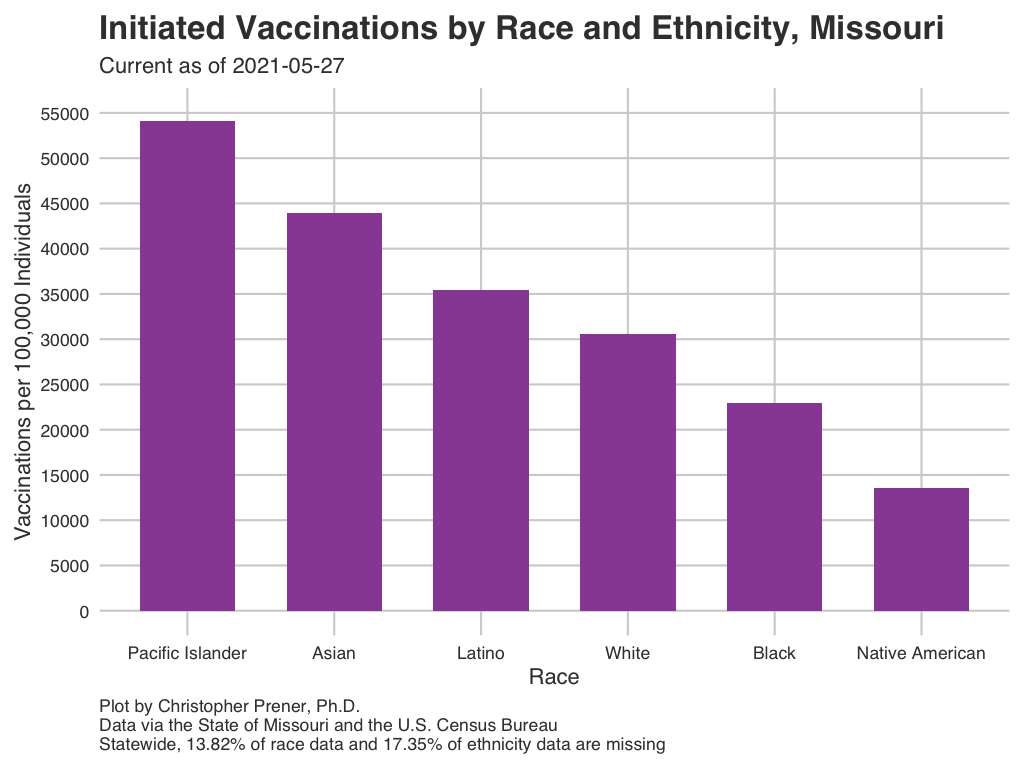 Initiated Vaccinations by Race and Ethnicity, Missouri
Current as of 2021-05-27
Vaccinations per 100,000 Individuals
55000
50000
45000
40000
35000
30000
25000
20000
15000
10000
5000
0
Pacific Islander Asian Latino White Black Native American
Race
Plot by Christopher Prener, Ph.D.
Data via the State of Missouri and the U.S. Census Bureau
Statewide, 13.82% of race data and 17.35% of ethnicity data are missing